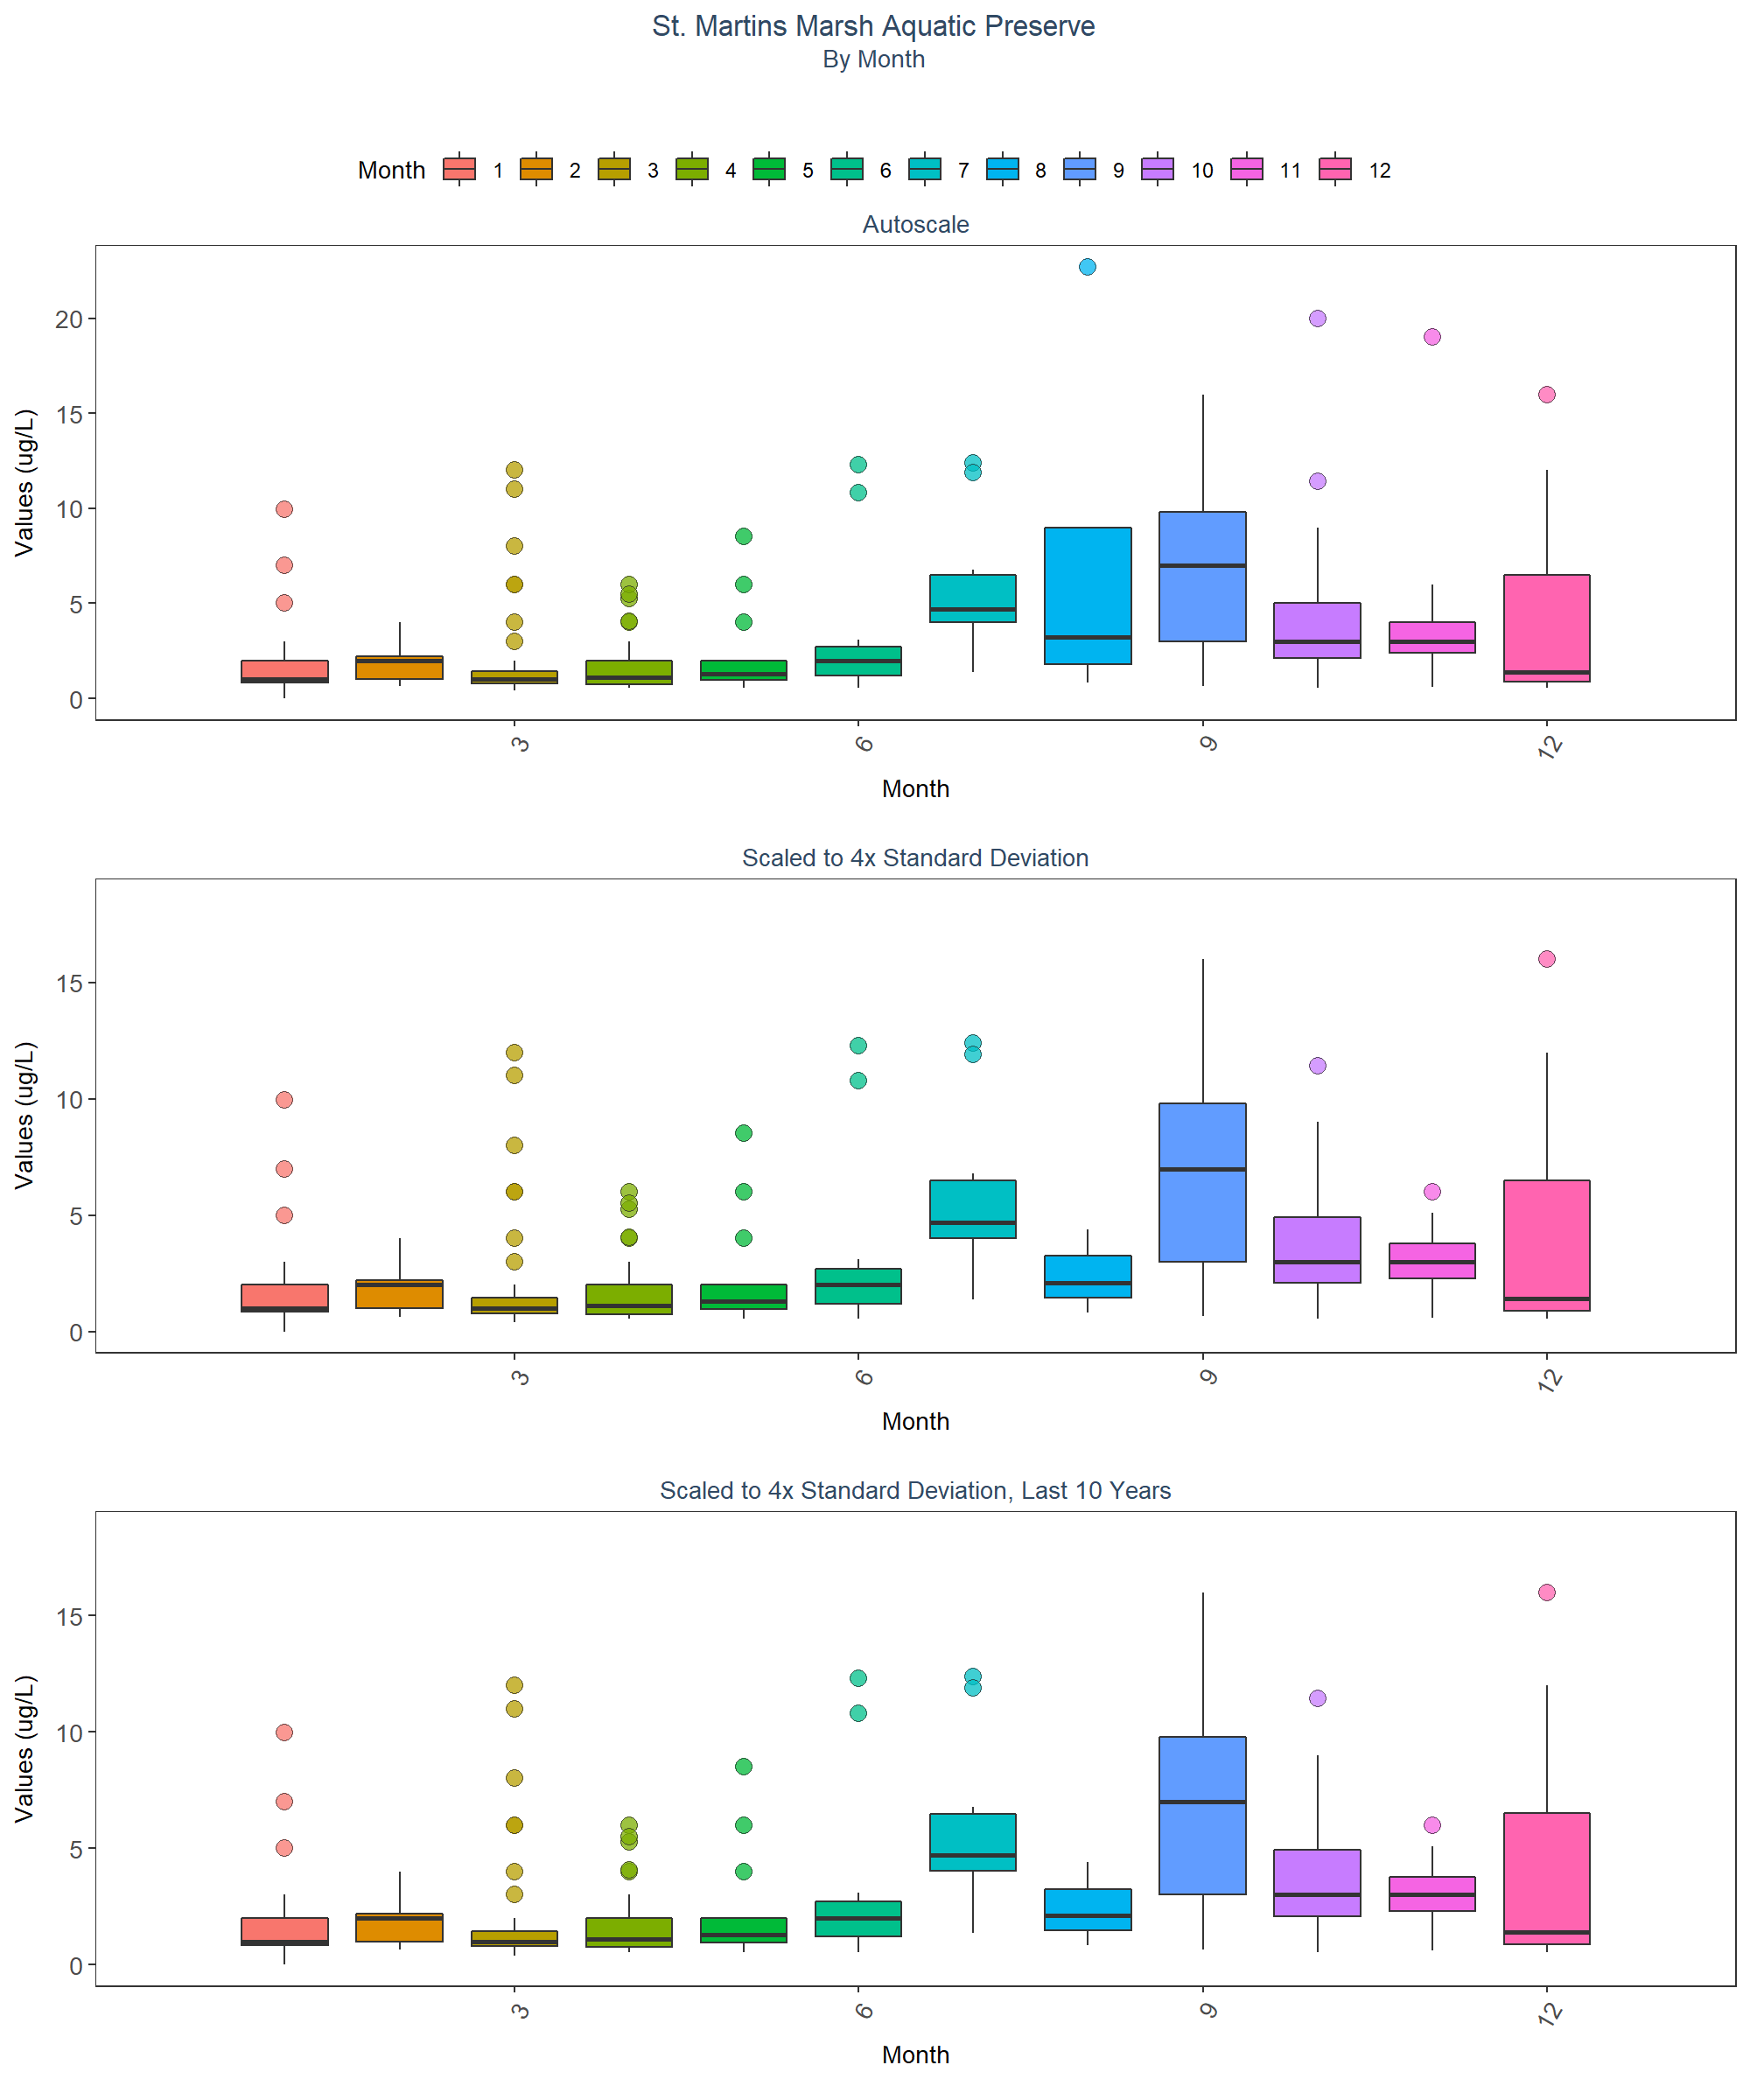 St. Martins Marsh Aquatic Preserve
By Month
Month 1 2 3 4 5 6 7 8 9 10 11 12
Autoscale
Values (ug/L)
20
15
10
5
0
3 6 9 12
Month
Scaled to 4x Standard Deviation
Values (ug/L)
15
10
5
0
3 6 9 12
Month
Scaled to 4x Standard Deviation, Last 10 Years
Values (ug/L)
15
10
5
0
3 6 9 12
Month